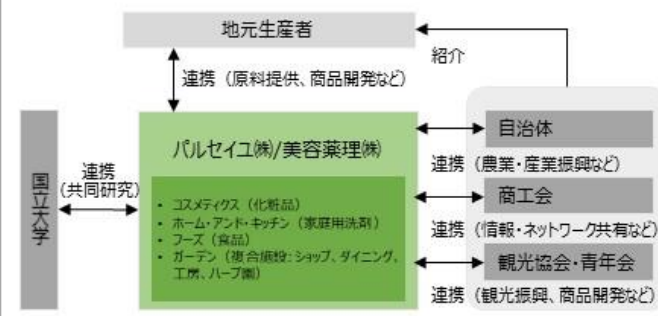 地元生産者
紹介
連携（原料提供、商品開発など）
国立大学
連携
（共同研究）
パルセイユ㈱/美容薬理㈱
• コスメティクス（化粧品）
• ホーム・アンド・キッチン（家庭用洗剤）
• フーズ（食品）
• ガーデン（複合施設：ショップ、ダイニング、
工房、ハーブ園）
自治体
連携（農業・産業振興など）
商工会
連携（情報・ネットワーク共有など）
観光協会・青年会
連携（観光振興、商品開発など）